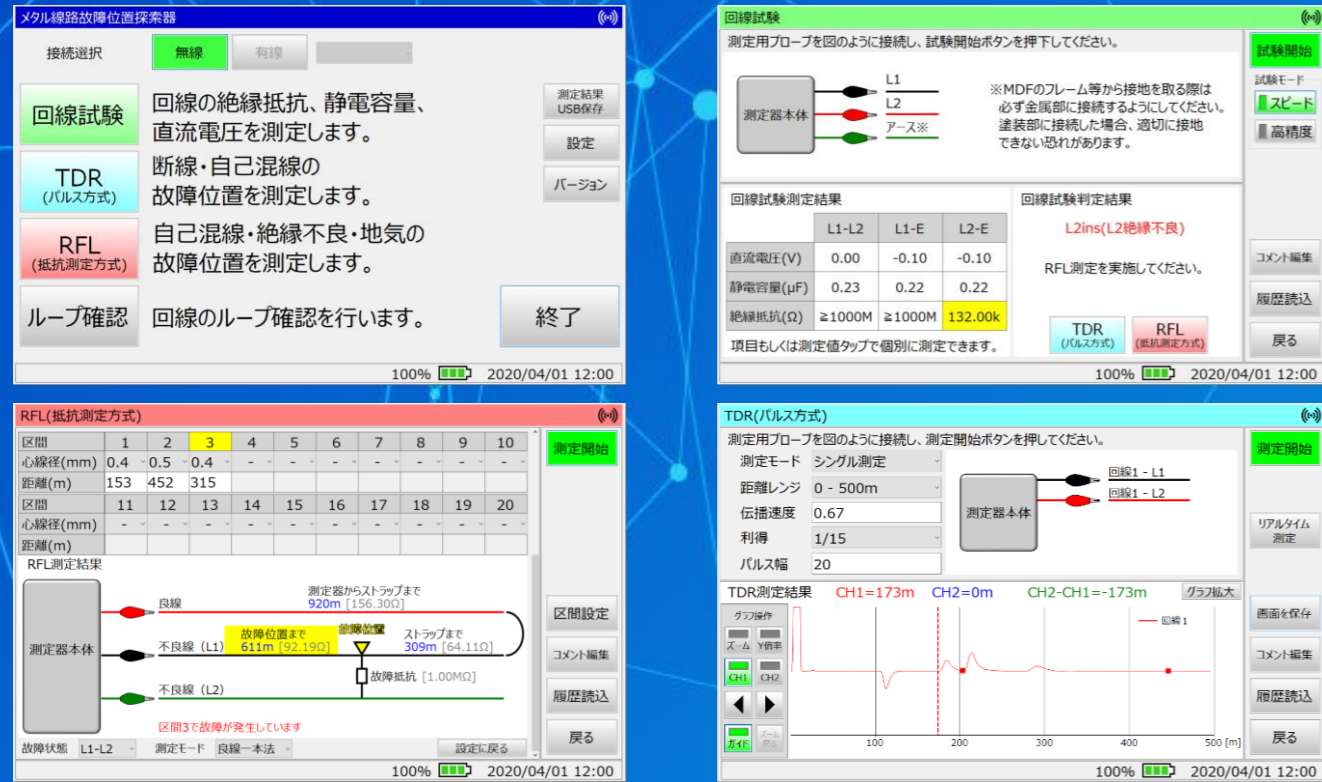 メタル線路故障位置探索器
接続選択
無線
有線
回線試験
回線の絶縁抵抗、静電容量、
直流電圧を測定します。
測定結果
USB保存
設定
TDR
(パルス方式)
断線・自己混線の
故障位置を測定します。
バージョン
RFL
(抵抗測定方式)
自己混線・絶縁不良・地気の
故障位置を測定します。
ループ確認
回線のループ確認を行います。
終了
100% 2020/04/01 12:00
回線試験
測定用プローブを図のように接続し、試験開始ボタンを押下してください。
試験開始
試験モード
スピード
高精度
測定器本体
L1
L2
アース※
※MDFのフレーム等から接地を取る際は
必ず金属部に接続するようにしてください。
塗装部に接続した場合、適切に接地
できない恐れがあります。
回線試験測定結果
L1-L2 L1-E L2-E
直流電圧(V) 0.00 -0.10 -0.10
静電容量(μF) 0.23 0.22 0.22
絶縁抵抗(Ω) ≧1000M ≧1000M 132.00k
項目もしくは測定値タップで個別に測定できます。
回線試験判定結果
L2ins(L2絶縁不良)
RFL測定を実施してください。
TDR
(パルス方式)
RFL
(抵抗測定方式)
コメント編集
履歴読込
戻る
100% 2020/04/01 12:00
RFL(抵抗測定方式)
区間 1 2 3 4 5 6 7 8 9 10
心線径(mm) 0.4 0.5 0.4 - - - - - - -
距離(m) 153 452 315
区間 11 12 13 14 15 16 17 18 19 20
心線径(mm) - - - - - - - - - -
距離(m)
測定開始
RFL測定結果
測定器本体
良線
測定器からストラップまで
920m [156.30Ω]
不良線 (L1)
故障位置まで
611m [92.19Ω]
故障位置
ストラップまで
309m [64.11Ω]
故障抵抗 [1.00MΩ]
不良線 (L2)
区間3で故障が発生しています
故障状態 L1-L2 測定モード 良線一本法 設定に戻る
区間設定
コメント編集
履歴読込
戻る
100% 2020/04/01 12:00
TDR(パルス方式)
測定用プローブを図のように接続し、測定開始ボタンを押してください。
測定モード シングル測定
距離レンジ 0 - 500m
伝播速度 0.67
利得 1/15
パルス幅 20
測定器本体
回線1 - L1
回線1 - L2
測定開始
リアルタイム
測定
TDR測定結果 CH1=173m CH2=0m CH2-CH1=-173m グラフ拡大
グラフ操作
ズーム Y倍率
CH1 CH2
ガイド ズーム
戻る
回線1
100 200 300 400 500 [m]
画面を保存
コメント編集
履歴読込
戻る
100% 2020/04/01 12:00